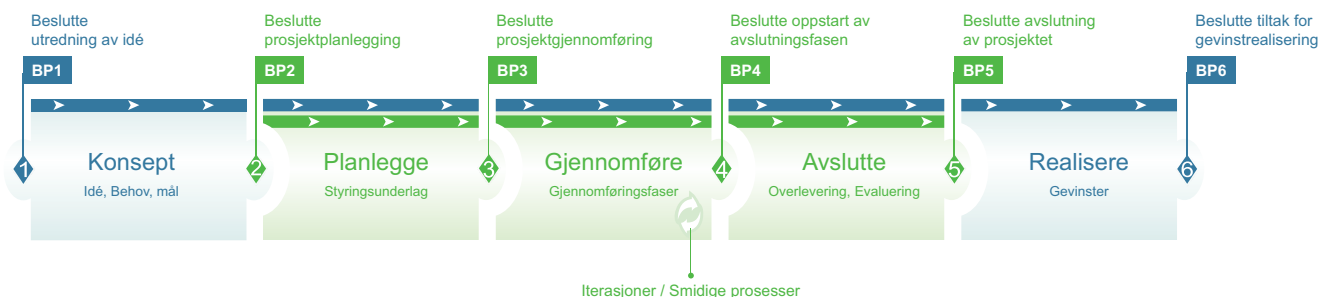 Beslutte
utredning av idé
Beslutte
prosjektplanlegging
Beslutte
prosjektgjennomføring
Beslutte oppstart av
avslutningsfasen
Beslutte avslutning
av prosjektet
Beslutte tiltak for
gevinstrealisering
BP1
BP2
BP3
BP4
BP5
BP6
1
Konsept
Idé, Behov, mål
2
Planlegge
Styringsunderlag
3
Gjennomføre
Gjennomføringsfaser
4
Avslutte
Overlevering, Evaluering
5
Realisere
Gevinster
6
Iterasjoner / Smidige prosesser